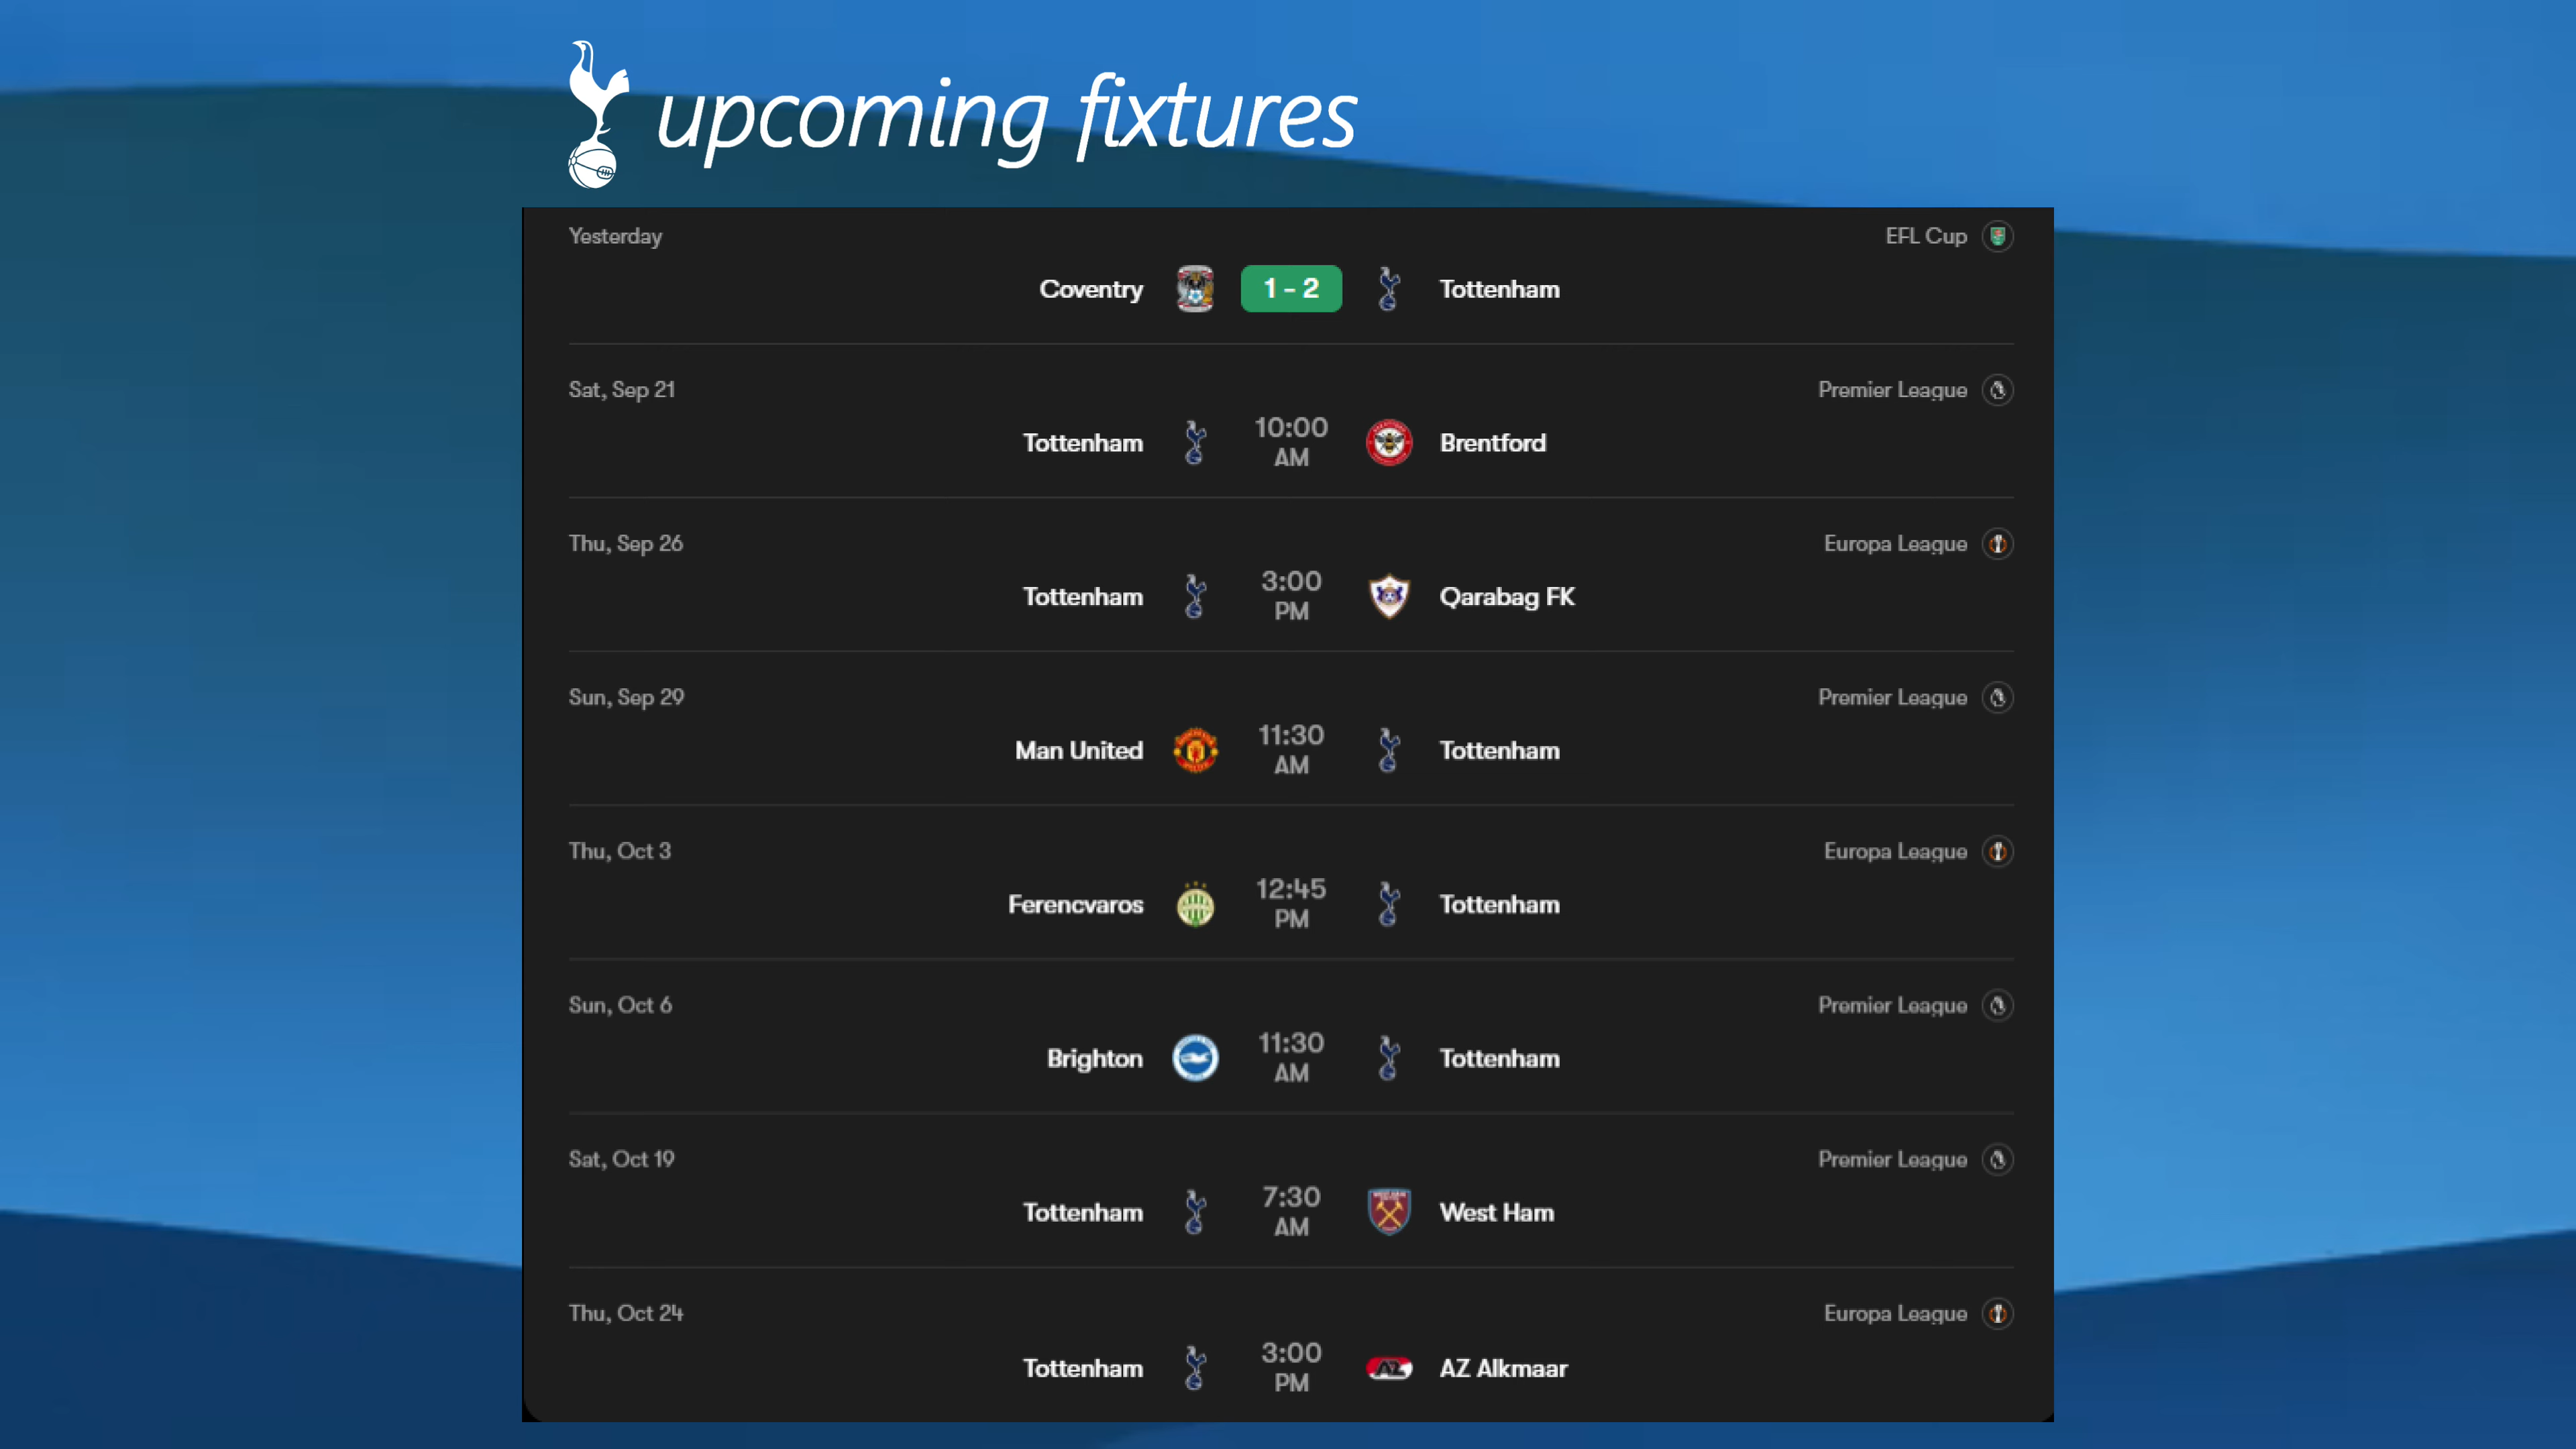 upcoming fixtures
Yesterday
EFL Cup
Coventry 1 - 2 Tottenham
Sat, Sep 21
Premier League
Tottenham 10:00 AM Brentford
Thu, Sep 26
Europa League
Tottenham 3:00 PM Qarabag FK
Sun, Sep 29
Premier League
Man United 11:30 AM Tottenham
Thu, Oct 3
Europa League
Ferencvaros 12:45 PM Tottenham
Sun, Oct 6
Premier League
Brighton 11:30 AM Tottenham
Sat, Oct 19
Premier League
Tottenham 7:30 AM West Ham
Thu, Oct 24
Europa League
Tottenham 3:00 PM AZ Alkmaar